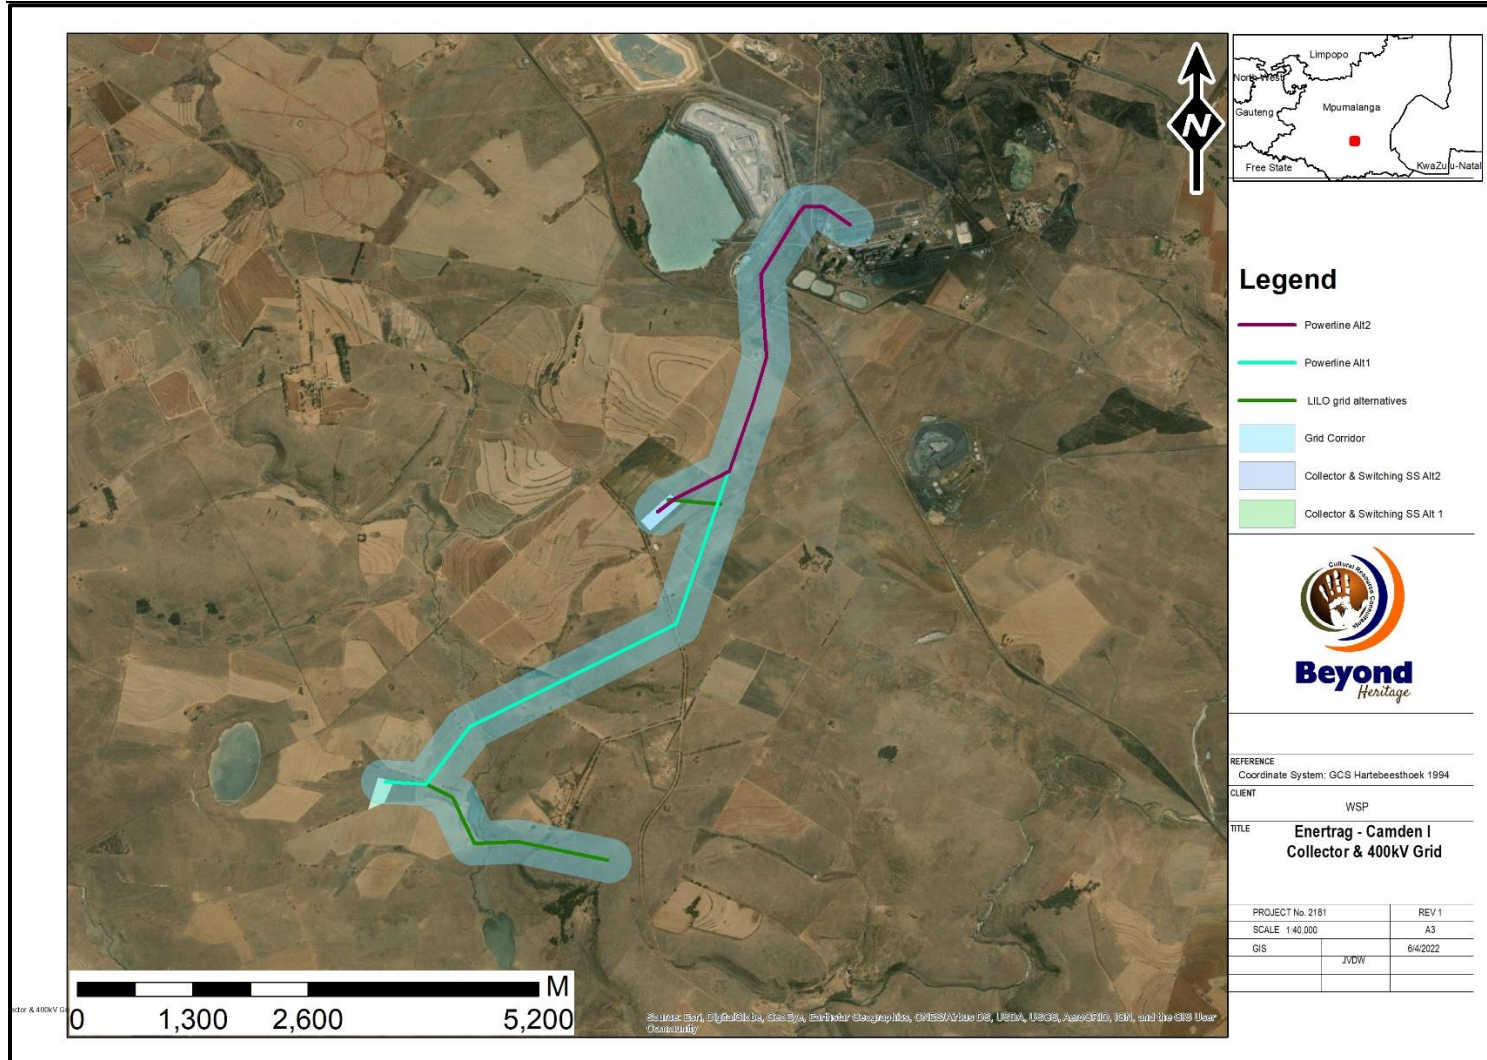 Limpopo
North West
Mpumalanga
Gauteng
Free State
KwaZulu-Natal
N
Legend
Powerline Alt2
Powerline Alt1
LILO grid alternatives
Grid Corridor
Collector & Switching SS Alt2
Collector & Switching SS Alt 1
Cultural Resource Consultants
Beyond
Heritage
REFERENCE
Coordinate System: GCS Hartebeesthoek 1994
CLIENT
WSP
TITLE
Enertrag - Camden I
Collector & 400kV Grid
PROJECT No. 2181
REV 1
SCALE 1:40,000
A3
GIS
6/4/2022
JVDW
M
0
1,300
2,600
5,200
Source: Esri, DigitalGlobe, GeoEye, Earthstar Geographics, CNES/Airbus DS, USDA, USGS, AeroGRID, IGN, and the GIS User
Community